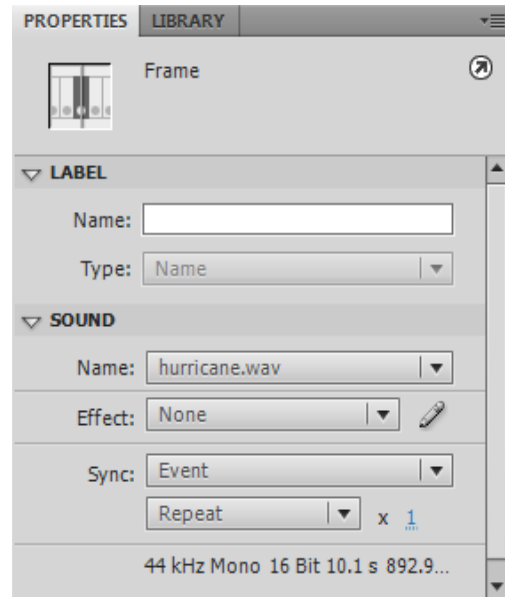 PROPERTIES LIBRARY
Frame
LABEL
Name:
Type: Name
SOUND
Name: hurricane.wav
Effect: None
Sync: Event
Repeat x 1
44 kHz Mono 16 Bit 10.1 s 892.9...